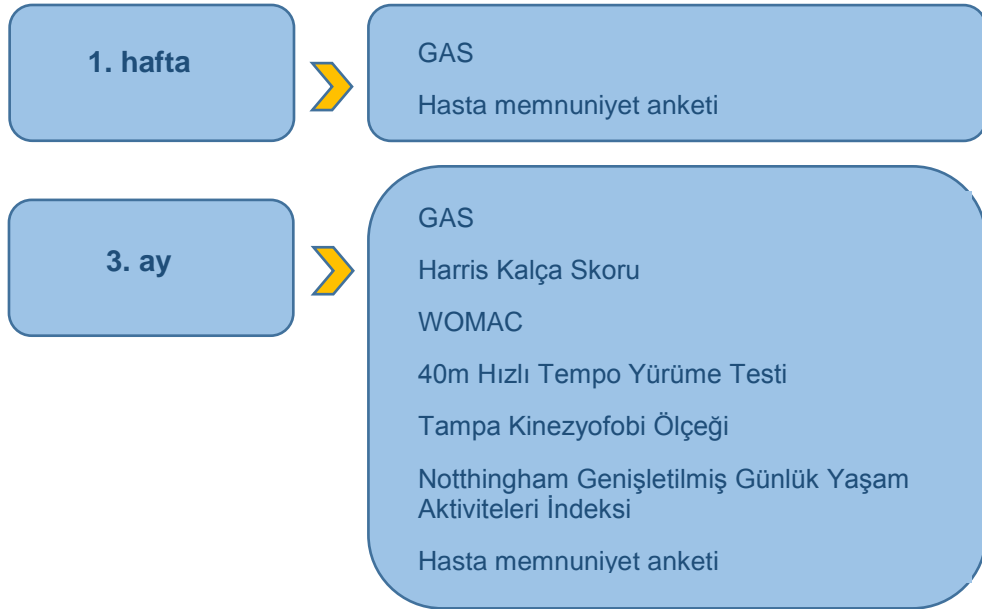 1. hafta
GAS
Hasta memnuniyet anketi
3. ay
GAS
Harris Kalça Skoru
WOMAC
40m Hızlı Tempo Yürüme Testi
Tampa Kinezyofobi Ölçeği
Notthingham Genişletilmiş Günlük Yaşam
Aktiviteleri İndeksi
Hasta memnuniyet anketi